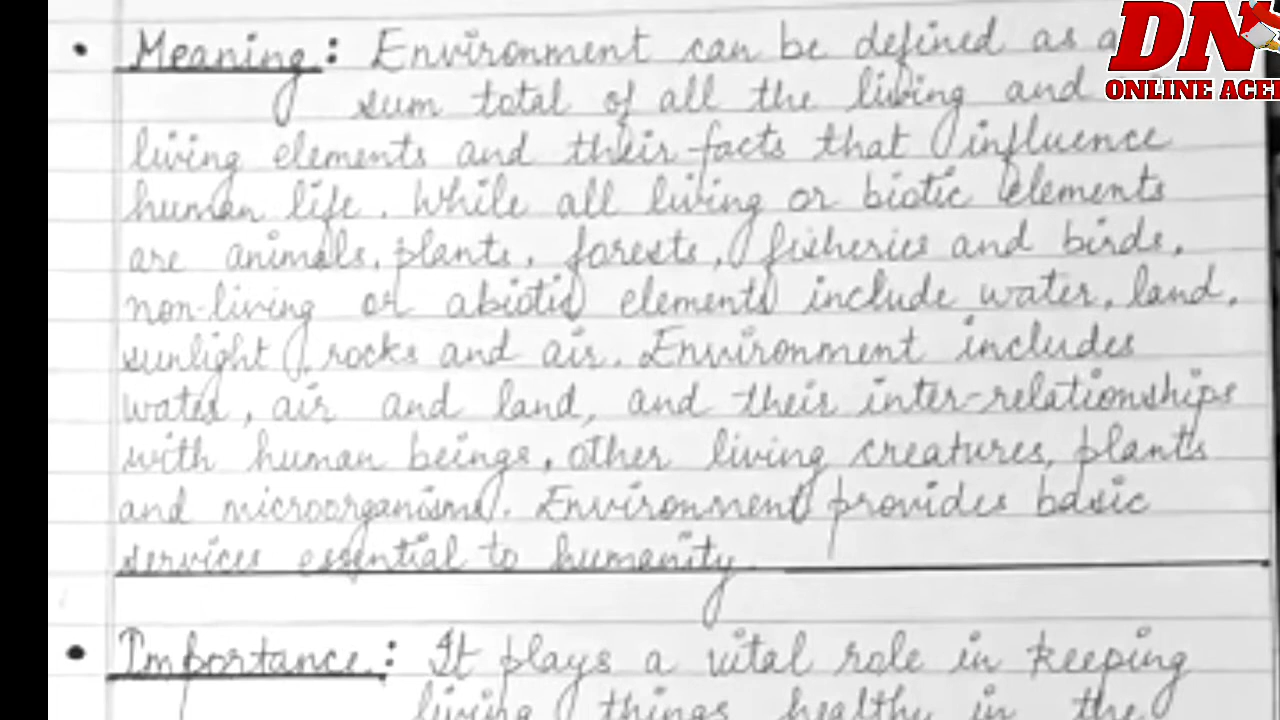 DN
ONLINE ACE
• Meaning: Environment can be defined as a
sum total of all the living and
living elements and their facts that influence
human life. While all living or biotic elements
are animals, plants, forests, fisheries and birds,
non-living or abiotic elements include water, land,
sunlight, rocks and air. Environment includes
water, air and land, and their inter-relationships
with human beings, other living creatures, plants
and microorganisms. Environment provides basic
services essential to humanity.
• Importance: It plays a vital role in keeping
living things healthy in the